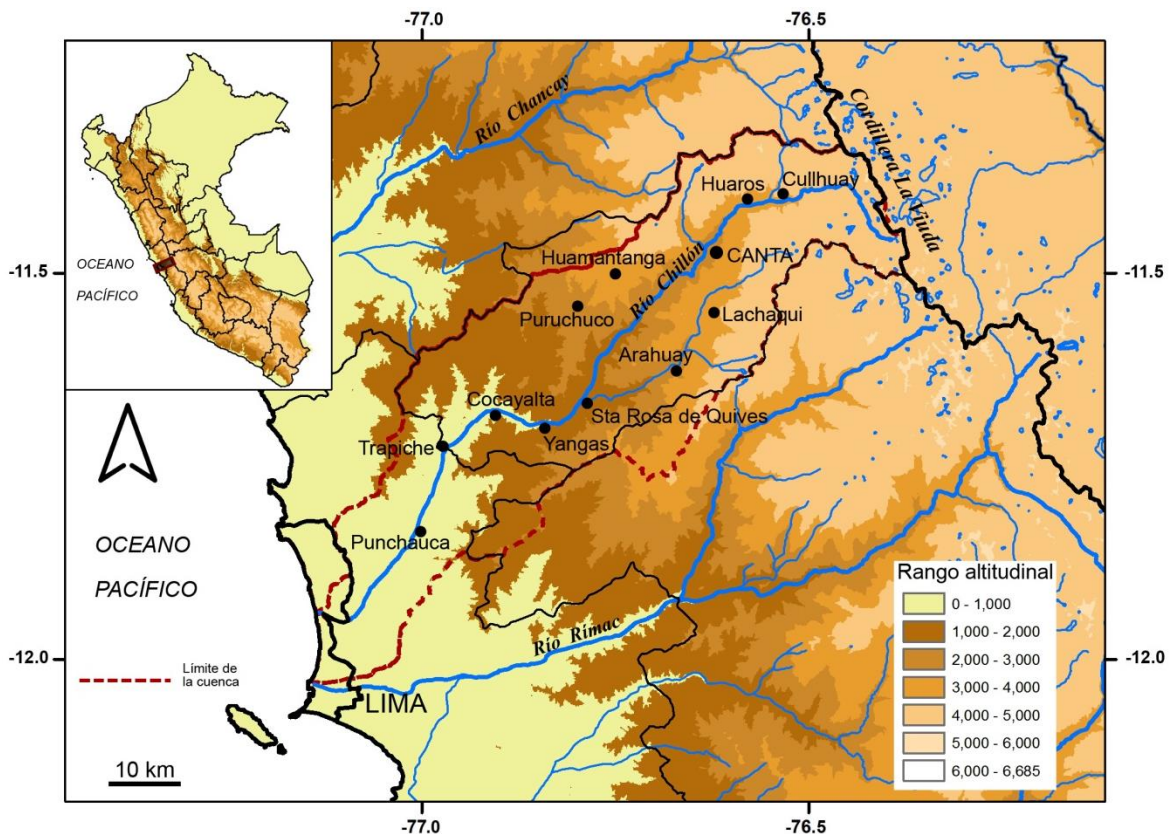 -77.0
-76.5
Río Chancay
Cordillera La Viuda
OCEANO
PACÍFICO
Huaros
Cullhuay
-11.5
-11.5
Huamantanga
CANTA
Río Chillón
Puruchuco
Lachaqui
Arahuay
Cocayalta
Sta Rosa de Quives
Trapiche
Yangas
OCEANO
PACÍFICO
Punchauca
Rango altitudinal
0 - 1,000
1,000 - 2,000
2,000 - 3,000
3,000 - 4,000
4,000 - 5,000
5,000 - 6,000
6,000 - 6,685
Río Rímac
-12.0
-12.0
Límite de
la cuenca
LIMA
10 km
-77.0
-76.5